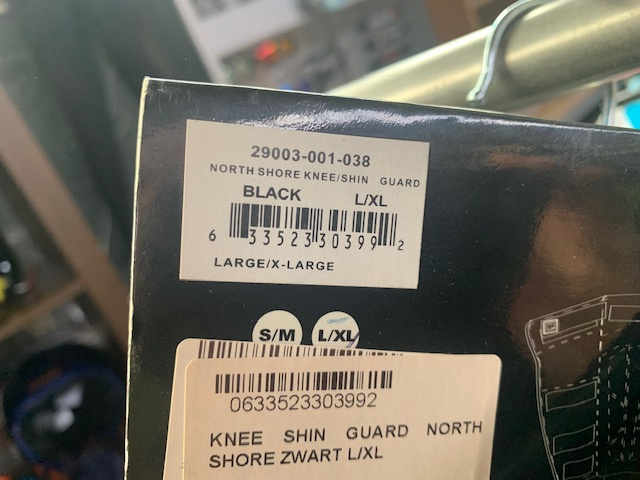 29003-001-038
NORTH SHORE KNEE/SHIN GUARD
BLACK L/XL
6 33523 30399 2
LARGE/X-LARGE
S/M L/XL
0633523303992
KNEE SHIN GUARD NORTH
SHORE ZWART L/XL